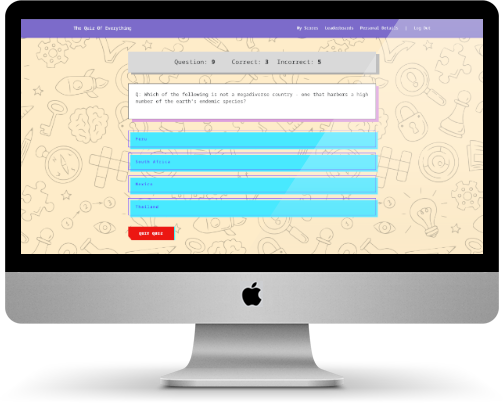 The Quiz Of Everything
My Scores Leaderboards Personal Details | Log Out
Question: 9 Correct: 3 Incorrect: 5
Q. Which of the following is not a megadiverse country - one that harbors a high
number of the earth's endemic species?
Peru
South Africa
Mexico
Thailand
QUIT QUIZ